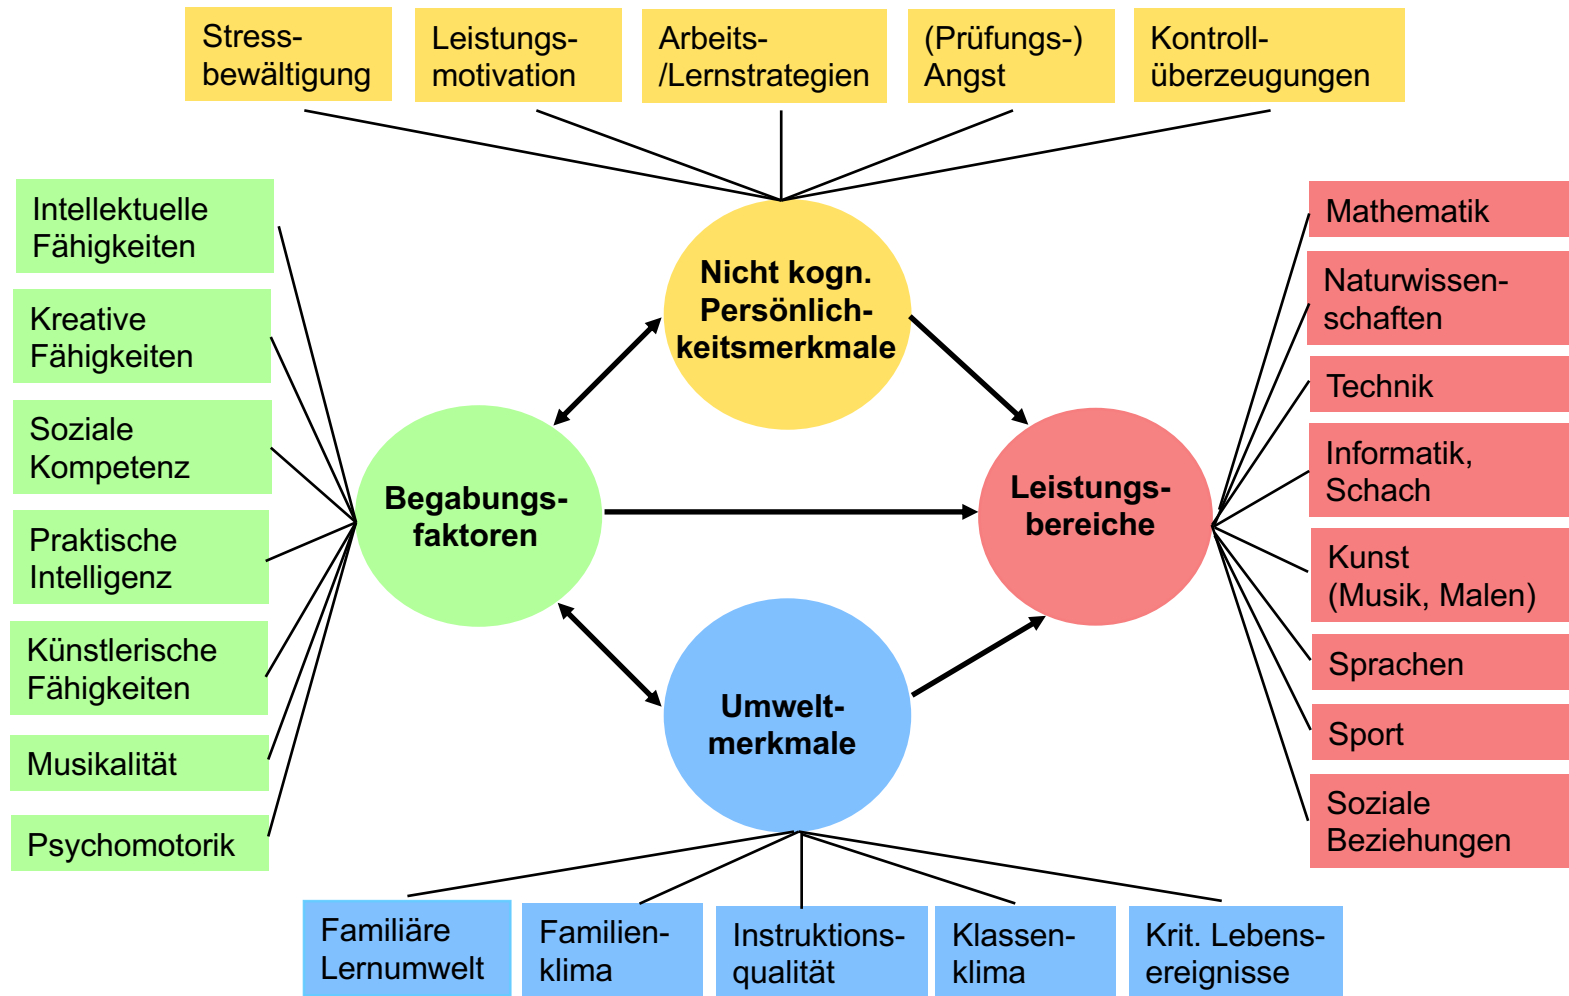 Stress-
bewältigung
Leistungs-
motivation
Arbeits-
/Lernstrategien
(Prüfungs-)
Angst
Kontroll-
überzeugungen
Intellektuelle
Fähigkeiten
Kreative
Fähigkeiten
Soziale
Kompetenz
Praktische
Intelligenz
Künstlerische
Fähigkeiten
Musikalität
Psychomotorik
Nicht kogn.
Persönlich-
keitsmerkmale
Begabungs-
faktoren
Leistungs-
bereiche
Umwelt-
merkmale
Mathematik
Naturwissen-
schaften
Technik
Informatik,
Schach
Kunst
(Musik, Malen)
Sprachen
Sport
Soziale
Beziehungen
Familiäre
Lernumwelt
Familien-
klima
Instruktions-
qualität
Klassen-
klima
Krit. Lebens-
ereignisse